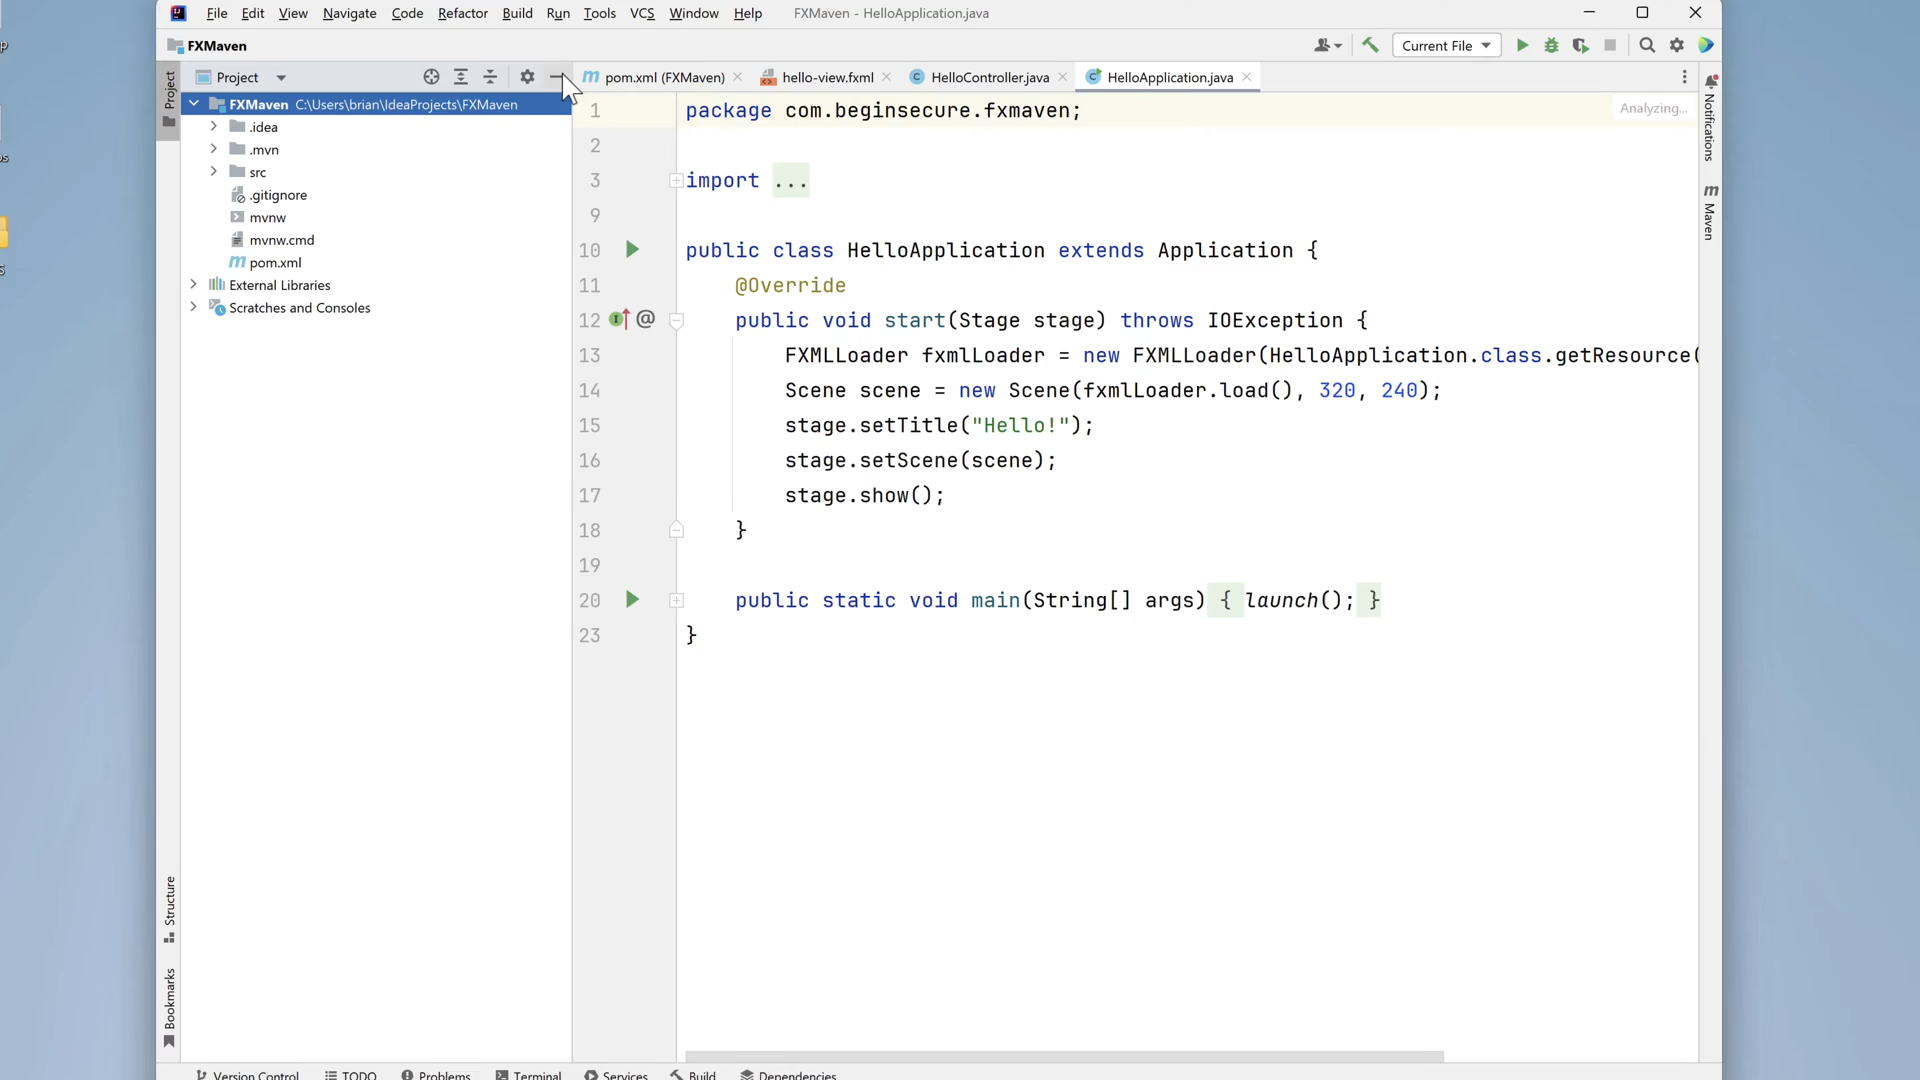 File Edit View Navigate Code Refactor Build Run Tools VCS Window Help FXMaven - HelloApplication.java
FXMaven
Current File
Project
Project
pom.xml (FXMaven)
hello-view.fxml
HelloController.java
HelloApplication.java
FXMaven C:\Users\brian\IdeaProjects\FXMaven
.idea
.mvn
src
.gitignore
mvnw
mvnw.cmd
pom.xml
External Libraries
Scratches and Consoles
Analyzing...
1 package com.beginsecure.fxmaven;
2
3 import ...
9
10 public class HelloApplication extends Application {
11 @Override
12 @ public void start(Stage stage) throws IOException {
13 FXMLLoader fxmlLoader = new FXMLLoader(HelloApplication.class.getResource(
14 Scene scene = new Scene(fxmlLoader.load(), 320, 240);
15 stage.setTitle("Hello!");
16 stage.setScene(scene);
17 stage.show();
18 }
19
20 public static void main(String[] args) { launch(); }
23 }
Notifications
Maven
Structure
Bookmarks
Version Control TODO Problems Terminal Services Build Dependencies